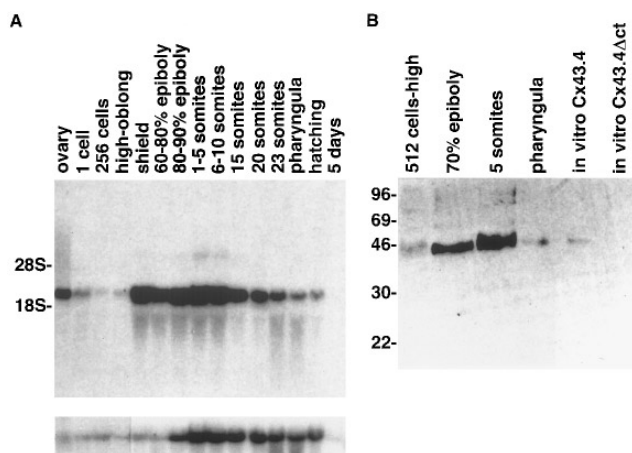 A
ovary
1 cell
256 cells
high-oblong
shield
60-80% epiboly
80-90% epiboly
1-5 somites
6-10 somites
15 somites
20 somites
23 somites
pharyngula
hatching
5 days
28S-
18S-
B
512 cells-high
70% epiboly
5 somites
pharyngula
in vitro Cx43.4
in vitro Cx43.4Δct
96-
69-
46-
30-
22-